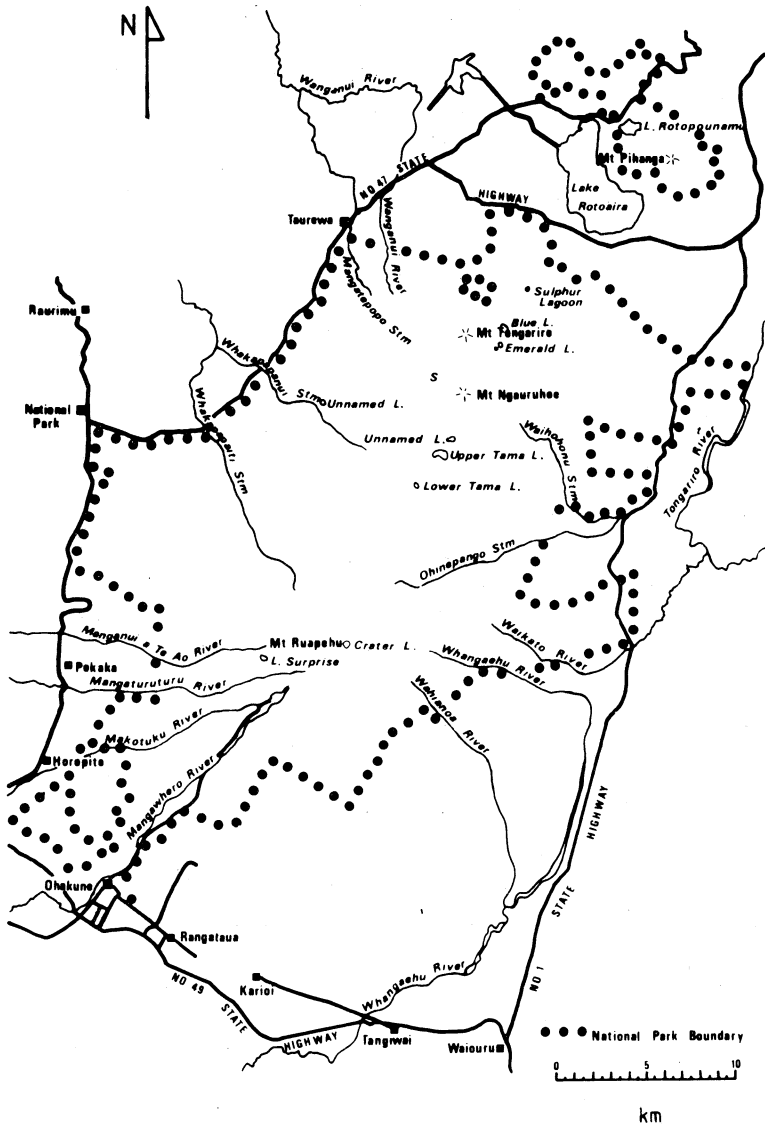 N
Wanganui River
L. Rotopounamu
Mt Pihanga
Lake
Rotoaira
NO 47 STATE
HIGHWAY
Taurewa
Wanganui River
Mangatepopo Stm
Sulphur
Lagoon
Blue L.
Mt Tongariro
Emerald L.
Raurimu
Whakapapanui Stm
S
Mt Ngauruhoe
Unnamed L.
National
Park
Whakapapaiti Stm
Unnamed L.
Waihohonu Stm
Upper Tama L.
Tongariro River
Lower Tama L.
Ohinepango Stm
Manganui a Te Ao River
Mt Ruapehu
Crater L.
Waikato River
L. Surprise
Whangaehu River
Pokaka
Mangaturuturu River
Wahianoa River
Makotuku River
Horopito
Mangawhero River
HIGHWAY
STATE
NO 1
Ohakune
Rangataua
Karioi
Whangaehu River
NO 49
STATE
HIGHWAY
Tangiwai
Waiouru
National Park Boundary
0 5 10
km